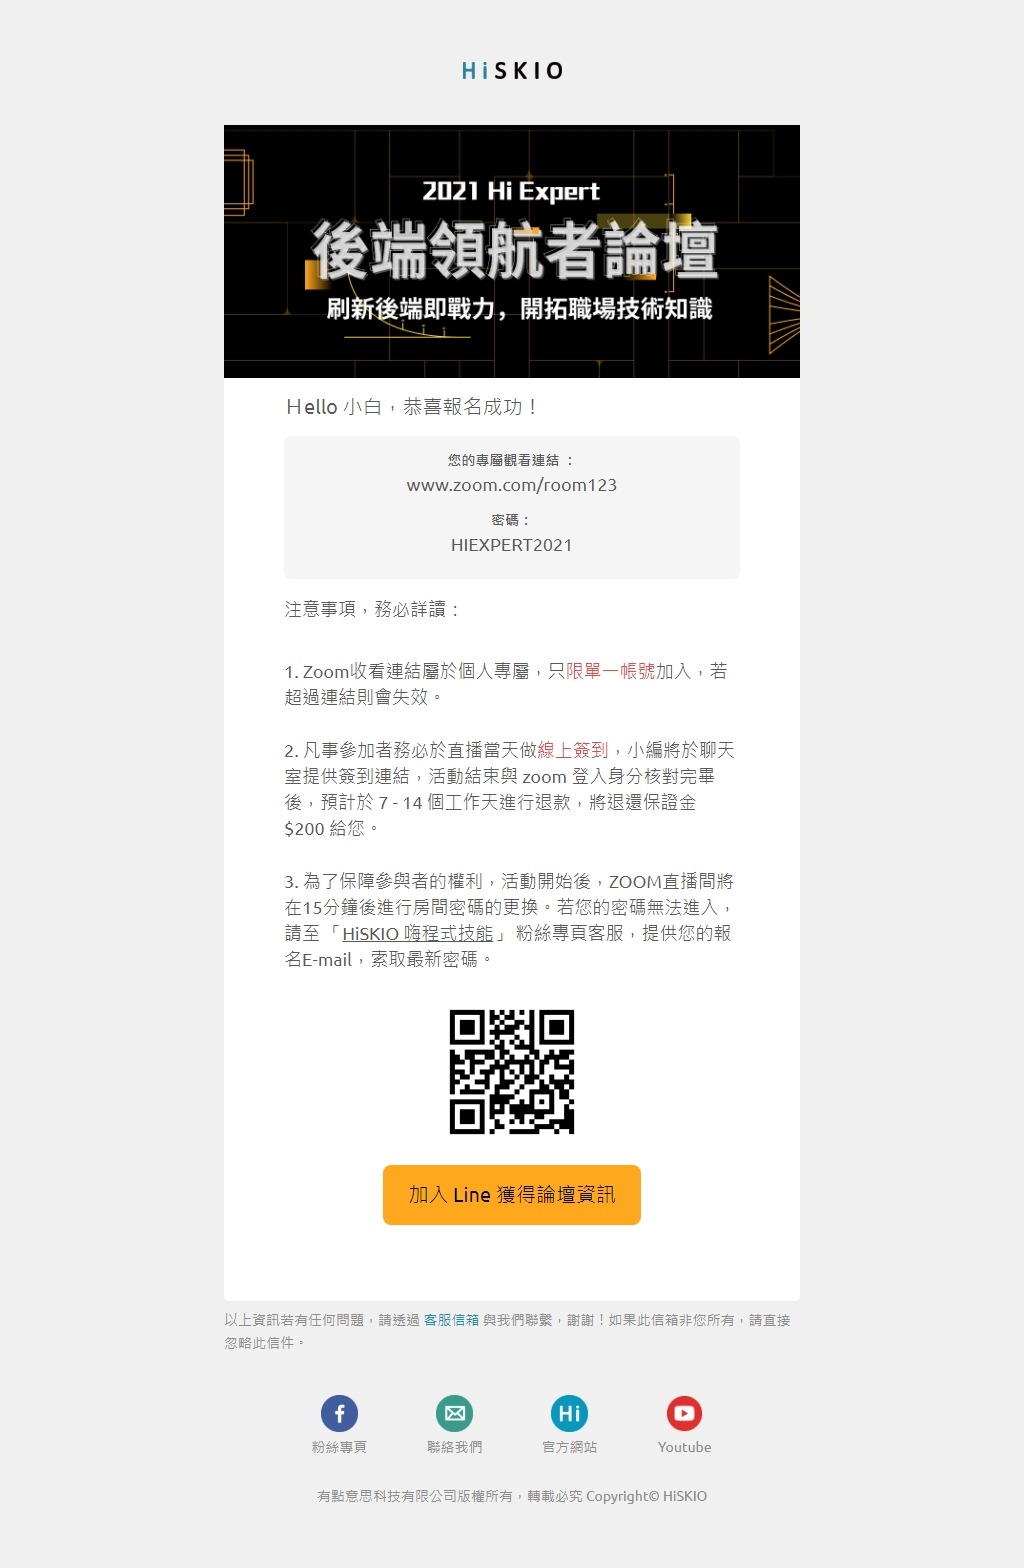 HiSKIO
2021 Hi Expert
後端領航者論壇
刷新後端即戰力，開拓職場技術知識
Hello 小白，恭喜報名成功！
您的專屬觀看連結 ：
www.zoom.com/room123
密碼：
HIEXPERT2021
注意事項，務必詳讀：
1. Zoom收看連結屬於個人專屬，只限單一帳號加入，若
超過連結則會失效。
2. 凡事參加者務必於直播當天做線上簽到，小編將於聊天
室提供簽到連結，活動結束與 zoom 登入身分核對完畢
後，預計於 7 - 14 個工作天進行退款，將退還保證金
$200 給您。
3. 為了保障參與者的權利，活動開始後，ZOOM直播間將
在15分鐘後進行房間密碼的更換。若您的密碼無法進入，
請至「HiSKIO 嗨程式技能」 粉絲專頁客服，提供您的報
名E-mail，索取最新密碼。
加入 Line 獲得論壇資訊
以上資訊若有任何問題，請透過 客服信箱 與我們聯繫，謝謝！如果此信箱非您所有，請直接
忽略此信件。
Hi
粉絲專頁 聯絡我們 官方網站 Youtube
有點意思科技有限公司版權所有，轉載必究 Copyright© HiSKIO